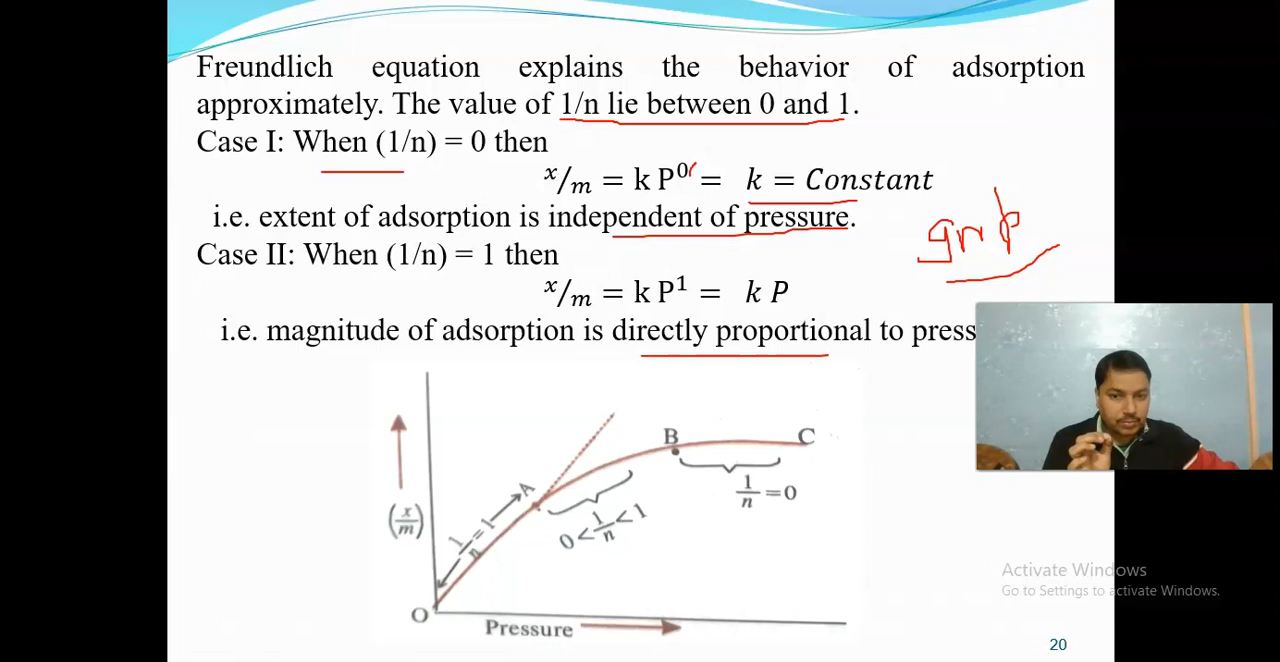 Freundlich equation explains the behavior of adsorption
approximately. The value of 1/n lie between 0 and 1.
Case I: When (1/n) = 0 then
x/m = k P⁰ = k = Constant
i.e. extent of adsorption is independent of pressure.
Case II: When (1/n) = 1 then
x/m = k P¹ = k P
i.e. magnitude of adsorption is directly proportional to press
(x/m)
1/n = 1
A
0 < 1/n < 1
B
C
1/n = 0
O
Pressure
Activate Windows
Go to Settings to activate Windows.
20